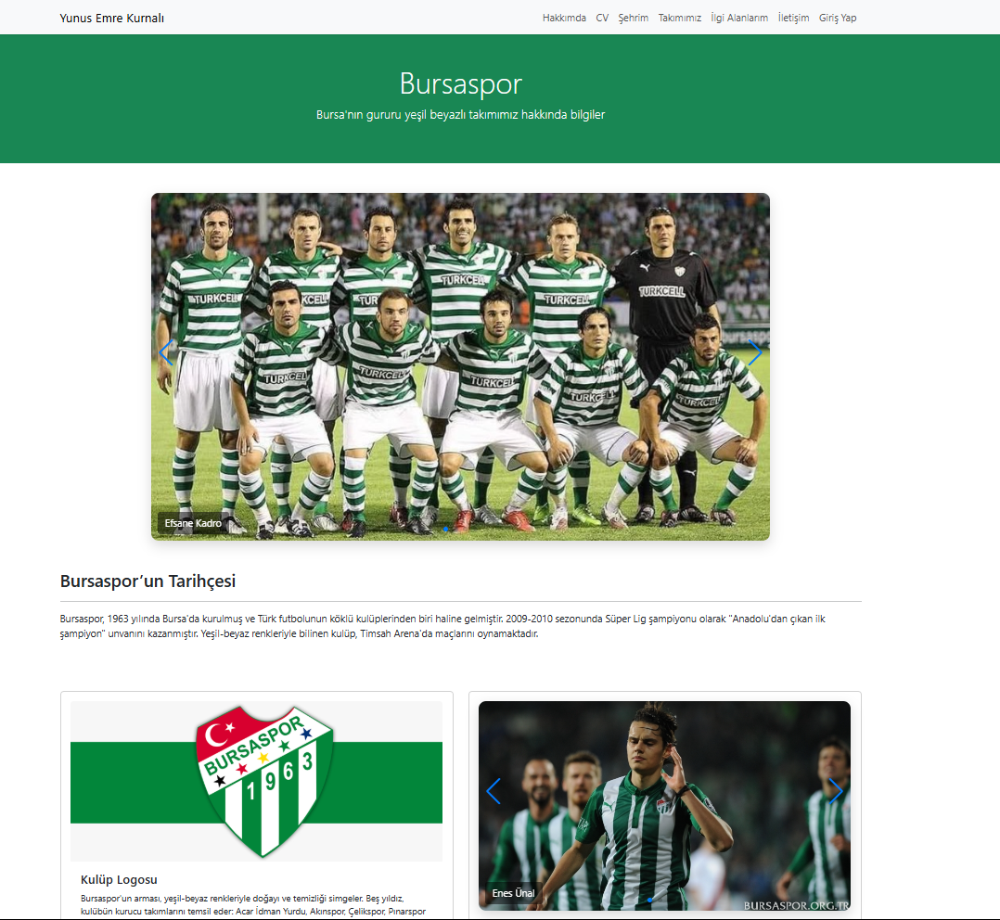 Yunus Emre Kurnalı
Hakkımda CV Şehrim Takımımız İlgi Alanlarım İletişim Giriş Yap
Bursaspor
Bursa'nın gururu yeşil beyazlı takımımız hakkında bilgiler
TURKCELL
TURKCELL
TURKCELL
TURKCELL
TURKCELL
TURKCELL
TURKCELL
TURKCELL
Efsane Kadro
Bursaspor'un Tarihçesi
Bursaspor, 1963 yılında Bursa'da kurulmuş ve Türk futbolunun köklü kulüplerinden biri haline gelmiştir. 2009-2010 sezonunda Süper Lig şampiyonu olarak "Anadolu'dan çıkan ilk
şampiyon" unvanını kazanmıştır. Yeşil-beyaz renkleriyle bilinen kulüp, Timsah Arena'da maçlarını oynamaktadır.
BURSASPOR
1963
Kulüp Logosu
Bursaspor'un arması, yeşil-beyaz renkleriyle doğayı ve temizliği simgeler. Beş yıldız,
kulübün kurucu takımlarını temsil eder: Acar İdman Yurdu, Akınspor, Çelikspor, Pınarspor
Enes Ünal
BURSASPOR.ORG.TR